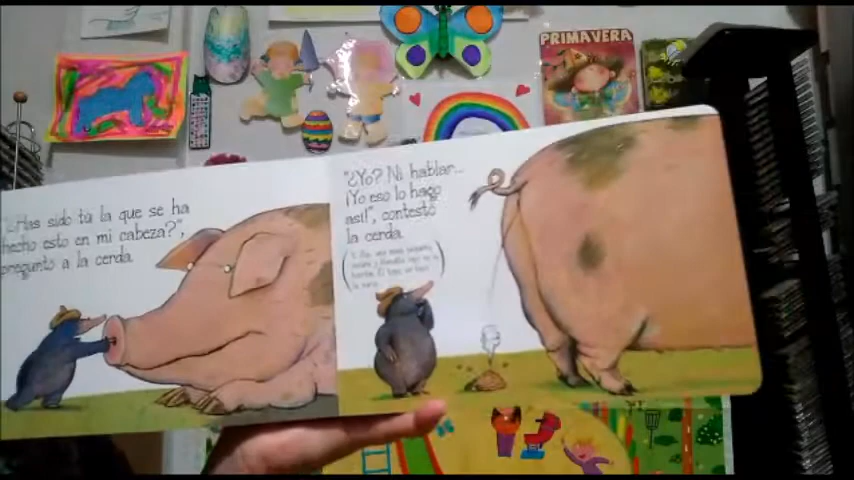 PRIMAVERA
"¿Has sido tú la que se ha
hecho esto en mi cabeza?",
preguntó a la cerda.
"¿Yo? Ni hablar...
¡Yo eso lo hago
así!", contestó
la cerda.